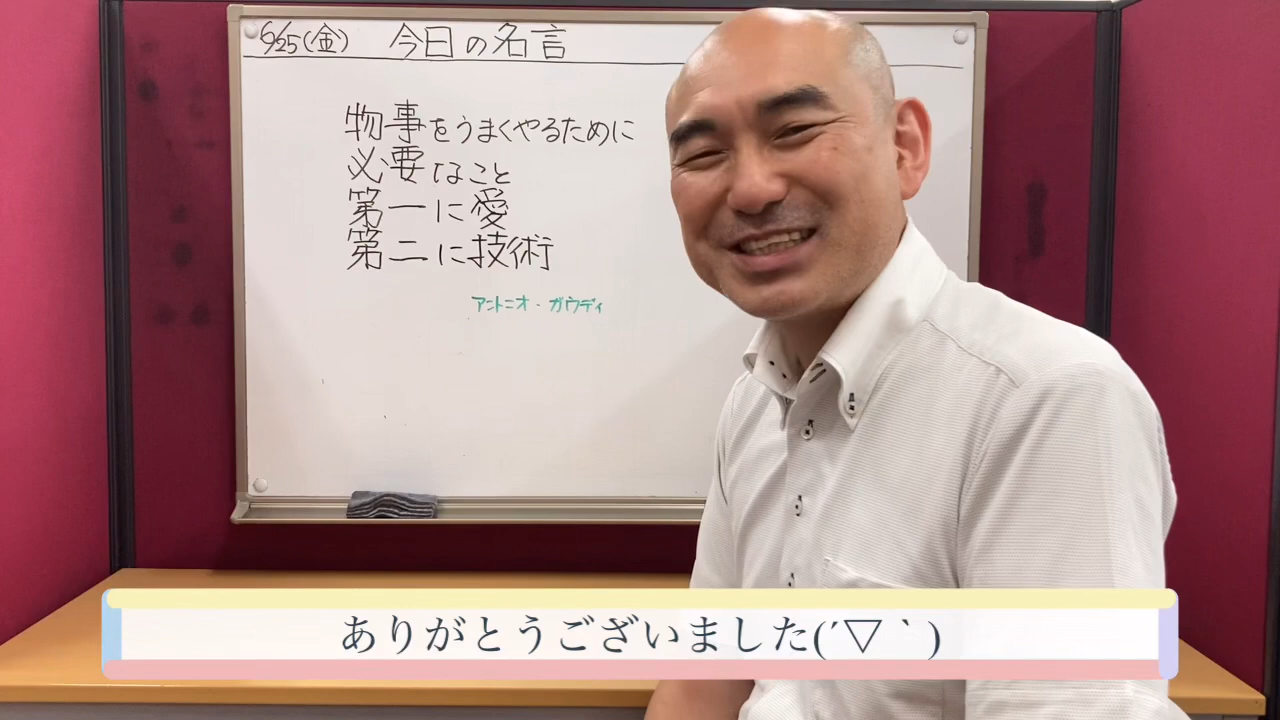 6/25(金) 今日の名言
物事をうまくやるために
必要なこと
第一に愛
第二に技術
アントニオ・ガウディ
ありがとうございました(´▽｀)